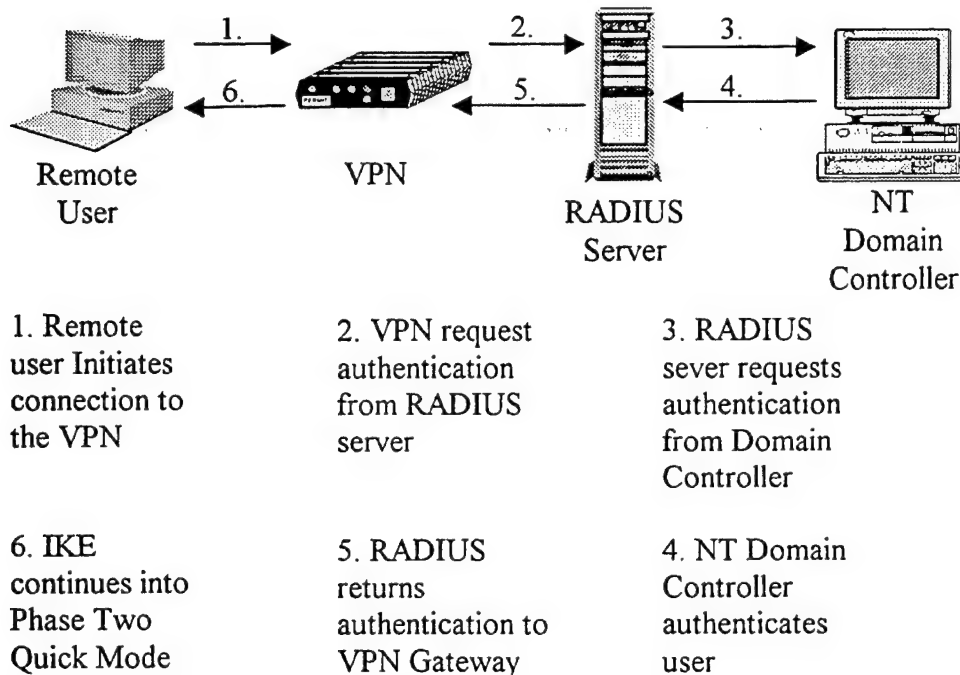 1.
2.
3.
6.
5.
4.
Remote
User
VPN
RADIUS
Server
NT
Domain
Controller
1. Remote
user Initiates
connection to
the VPN
2. VPN request
authentication
from RADIUS
server
3. RADIUS
sever requests
authentication
from Domain
Controller
6. IKE
continues into
Phase Two
Quick Mode
5. RADIUS
returns
authentication to
VPN Gateway
4. NT Domain
Controller
authenticates
user